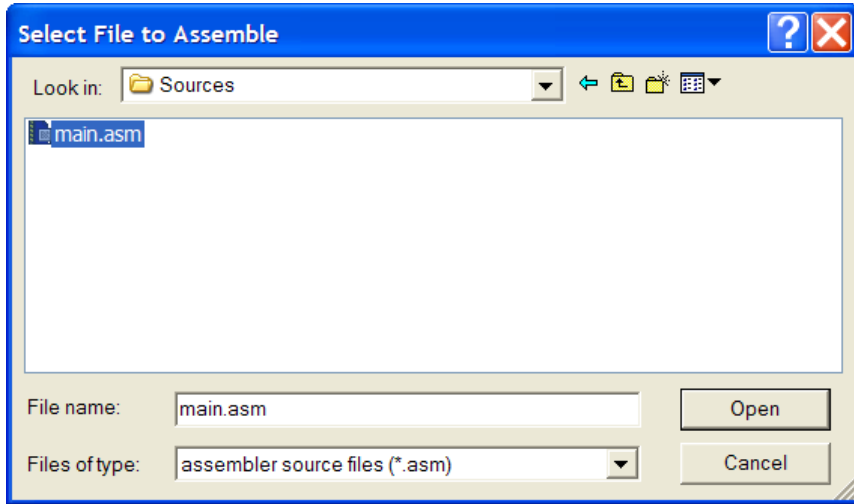 Select File to Assemble
Look in: Sources
main.asm
File name: main.asm Open
Files of type: assembler source files (*.asm) Cancel